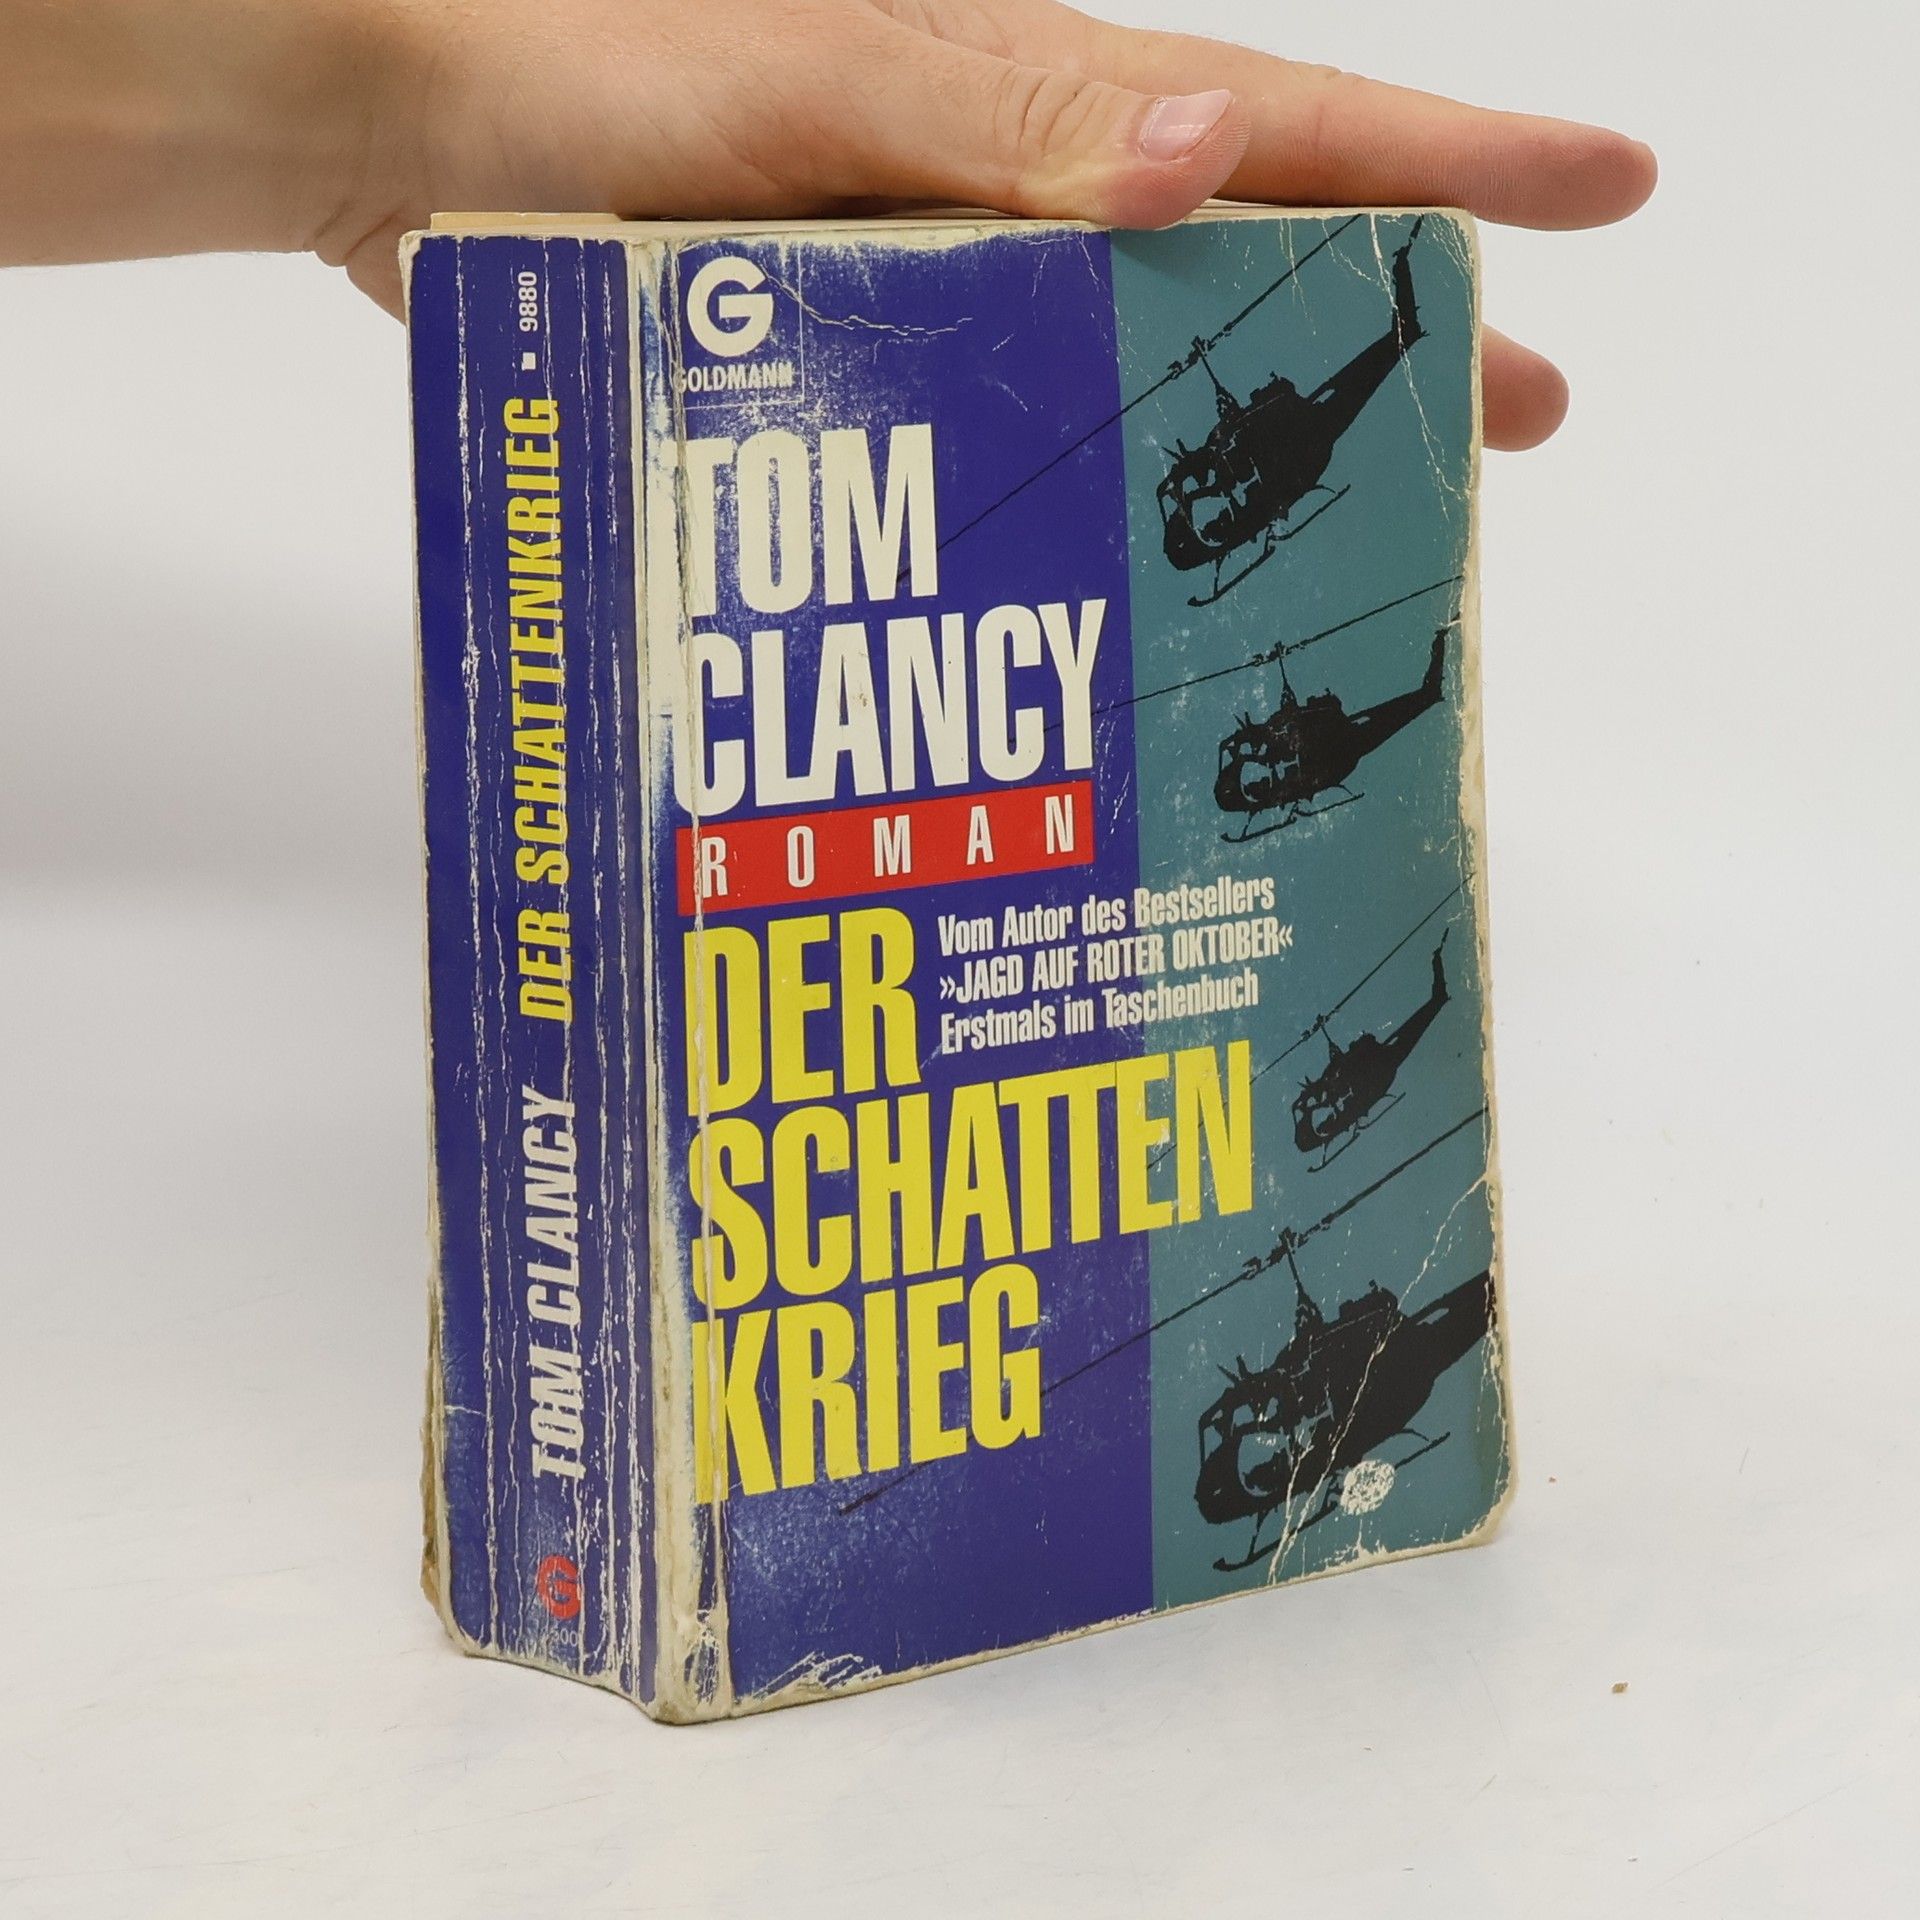 TOM CLANCY DER SCHATTENKRIEG ▪ 9880
G
GOLDMANN
TOM
CLANCY
ROMAN
DER
SCHATTEN
KRIEG
Vom Autor des Bestsellers
»JAGD AUF ROTER OKTOBER«
Erstmals im Taschenbuch